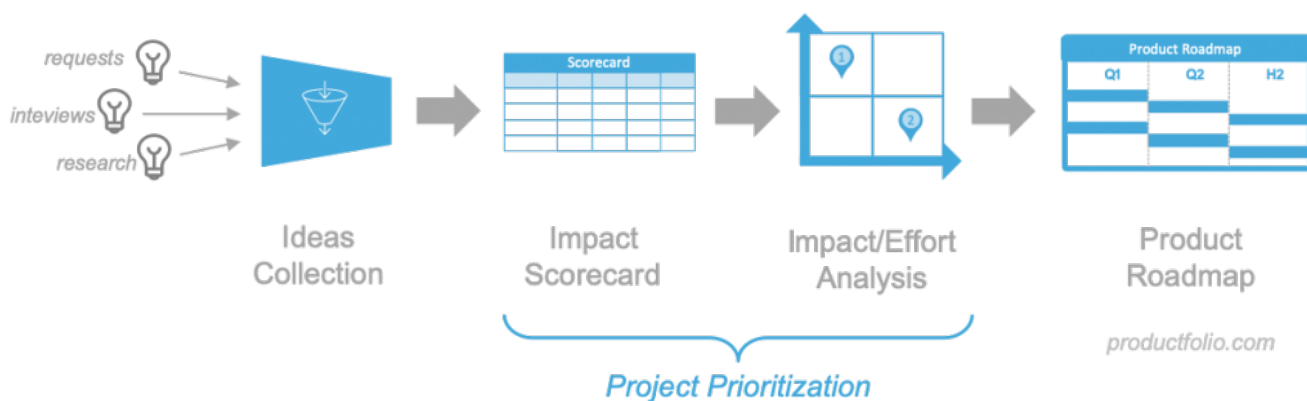 requests
inteviews
research
Scorecard
1
2
Product Roadmap
Q1 Q2 H2
Ideas
Collection
Impact
Scorecard
Impact/Effort
Analysis
Product
Roadmap
productfolio.com
Project Prioritization